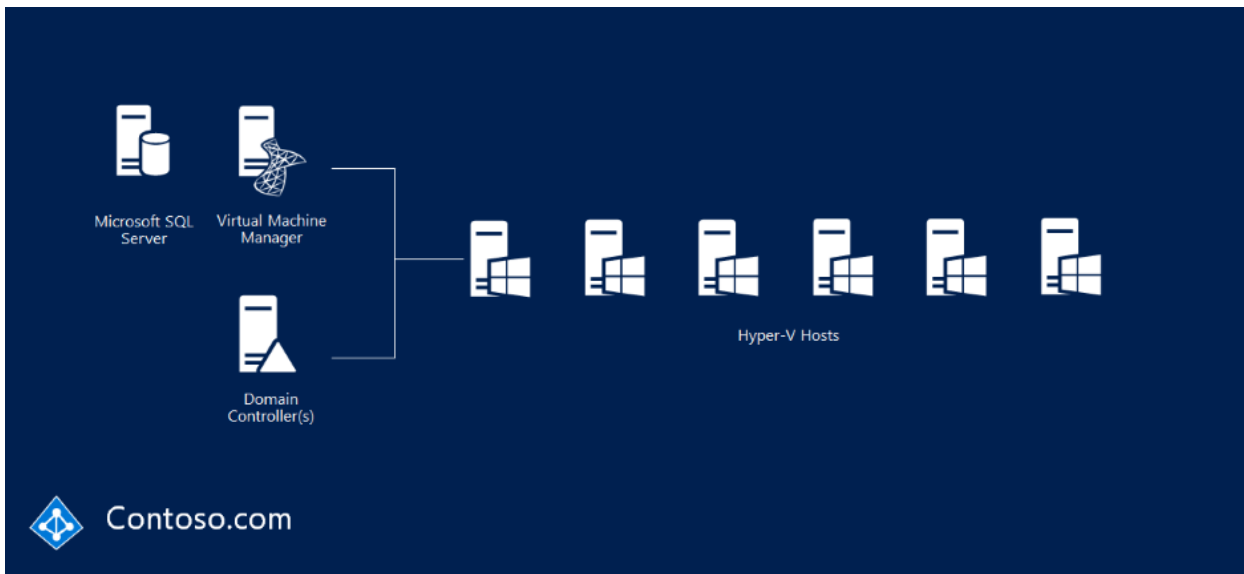 Microsoft SQL
Server
Virtual Machine
Manager
Hyper-V Hosts
Domain
Controller(s)
Contoso.com